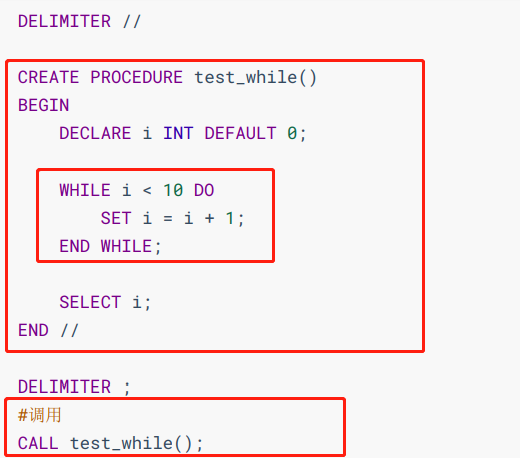 DELIMITER //
CREATE PROCEDURE test_while()
BEGIN
DECLARE i INT DEFAULT 0;
WHILE i < 10 DO
SET i = i + 1;
END WHILE;
SELECT i;
END //
DELIMITER ;
#调用
CALL test_while();